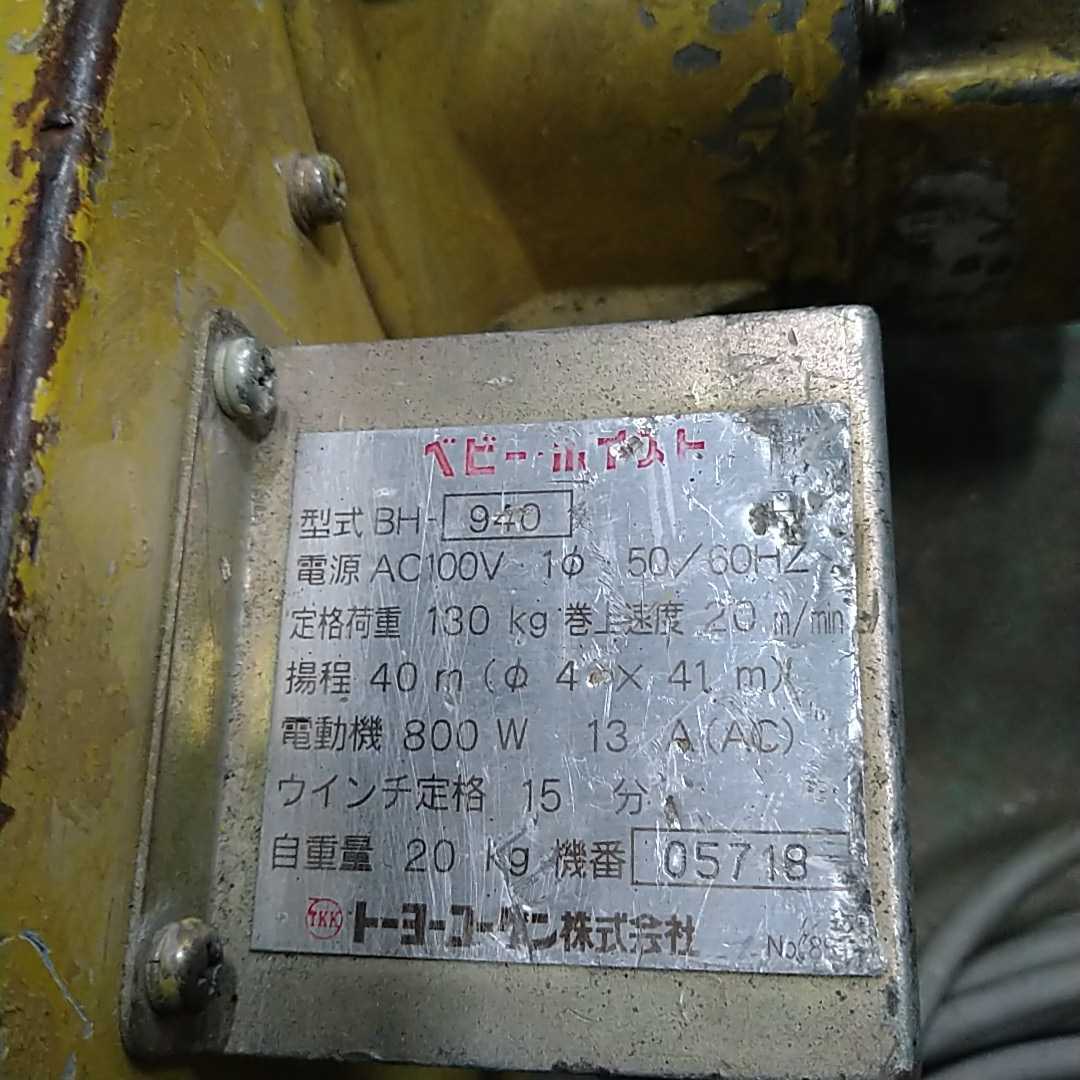 ベビーホイスト
型式 BH- 940
電源 AC100V 1φ 50/60HZ
定格荷重 130 kg 巻上速度 20 m/min
揚程 40 m (φ 4 × 41 m)
電動機 800 W 13 A(AC)
ウインチ定格 15 分
自重量 20 kg 機番 05718
TKK トーヨーコーケン株式会社